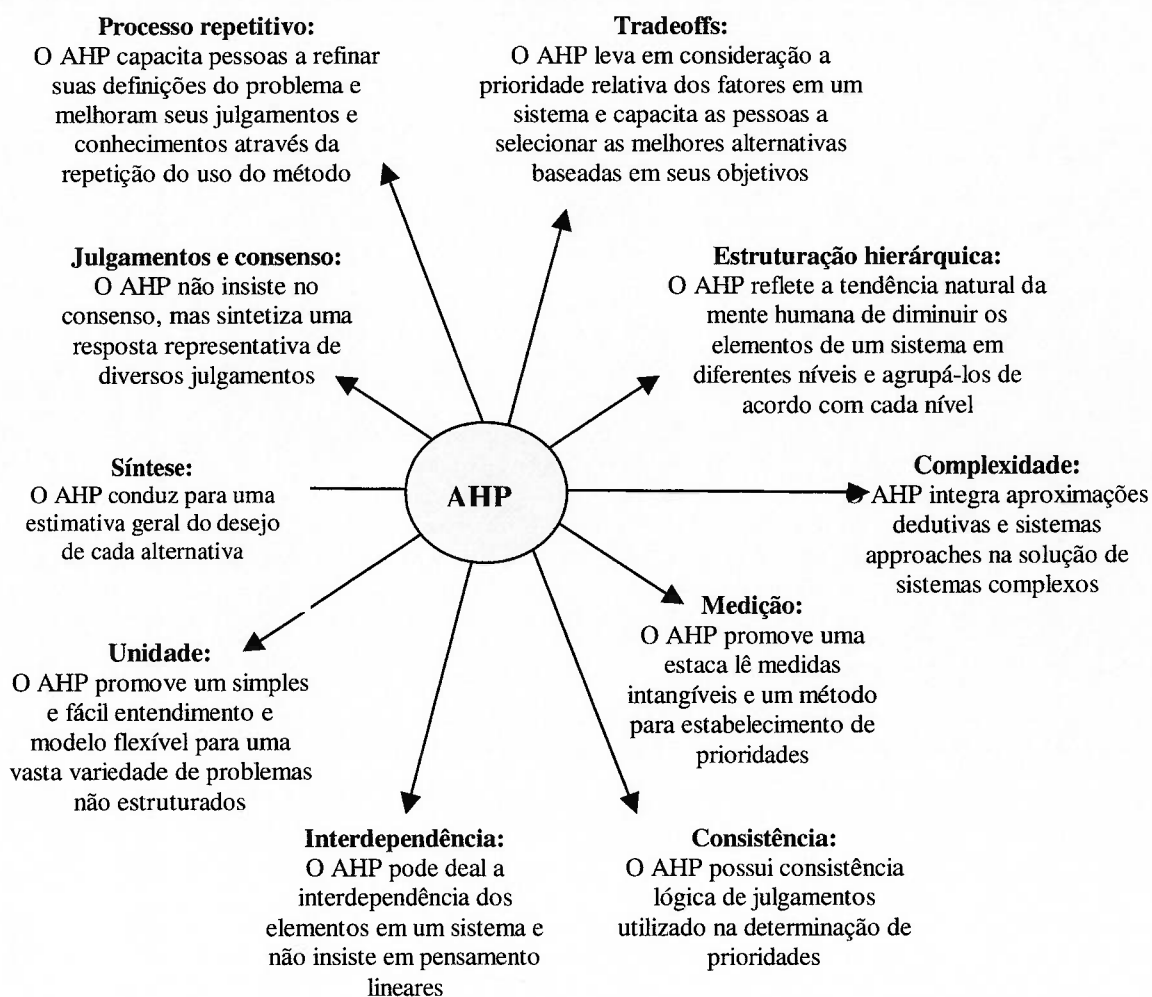 Processo repetitivo:
O AHP capacita pessoas a refinar
suas definições do problema e
melhoram seus julgamentos e
conhecimentos através da
repetição do uso do método
Tradeoffs:
O AHP leva em consideração a
prioridade relativa dos fatores em um
sistema e capacita as pessoas a
selecionar as melhores alternativas
baseadas em seus objetivos
Julgamentos e consenso:
O AHP não insiste no
consenso, mas sintetiza uma
resposta representativa de
diversos julgamentos
Estruturação hierárquica:
O AHP reflete a tendência natural da
mente humana de diminuir os
elementos de um sistema em
diferentes níveis e agrupá-los de
acordo com cada nível
Síntese:
O AHP conduz para uma
estimativa geral do desejo
de cada alternativa
AHP
Complexidade:
O AHP integra aproximações
dedutivas e sistemas
approaches na solução de
sistemas complexos
Unidade:
O AHP promove um simples
e fácil entendimento e
modelo flexível para uma
vasta variedade de problemas
não estruturados
Medição:
O AHP promove uma
estaca lê medidas
intangíveis e um método
para estabelecimento de
prioridades
Interdependência:
O AHP pode deal a
interdependência dos
elementos em um sistema e
não insiste em pensamento
lineares
Consistência:
O AHP possui consistência
lógica de julgamentos
utilizado na determinação de
prioridades